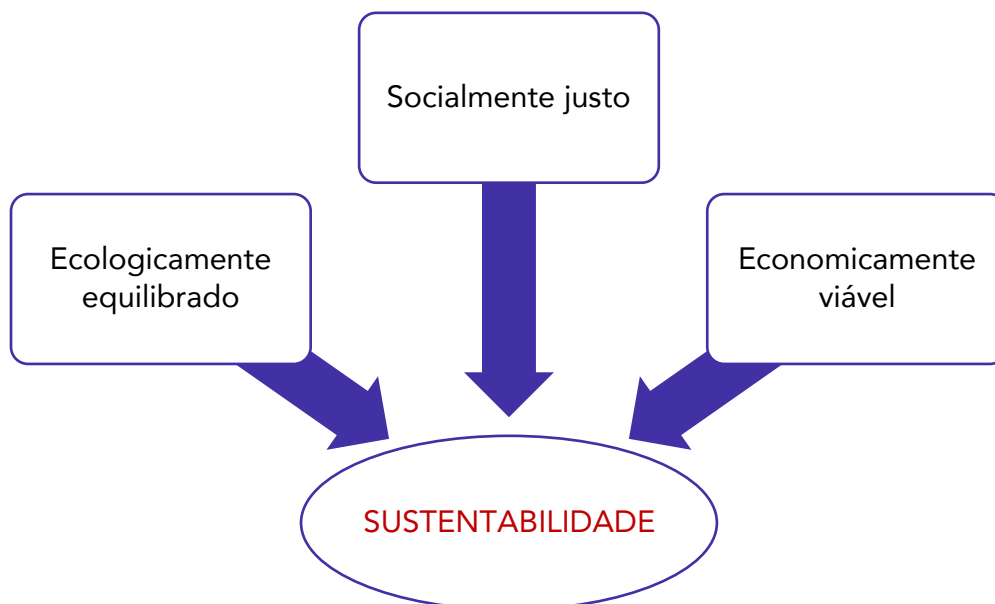 Socialmente justo
Ecologicamente
equilibrado
Economicamente
viável
SUSTENTABILIDADE